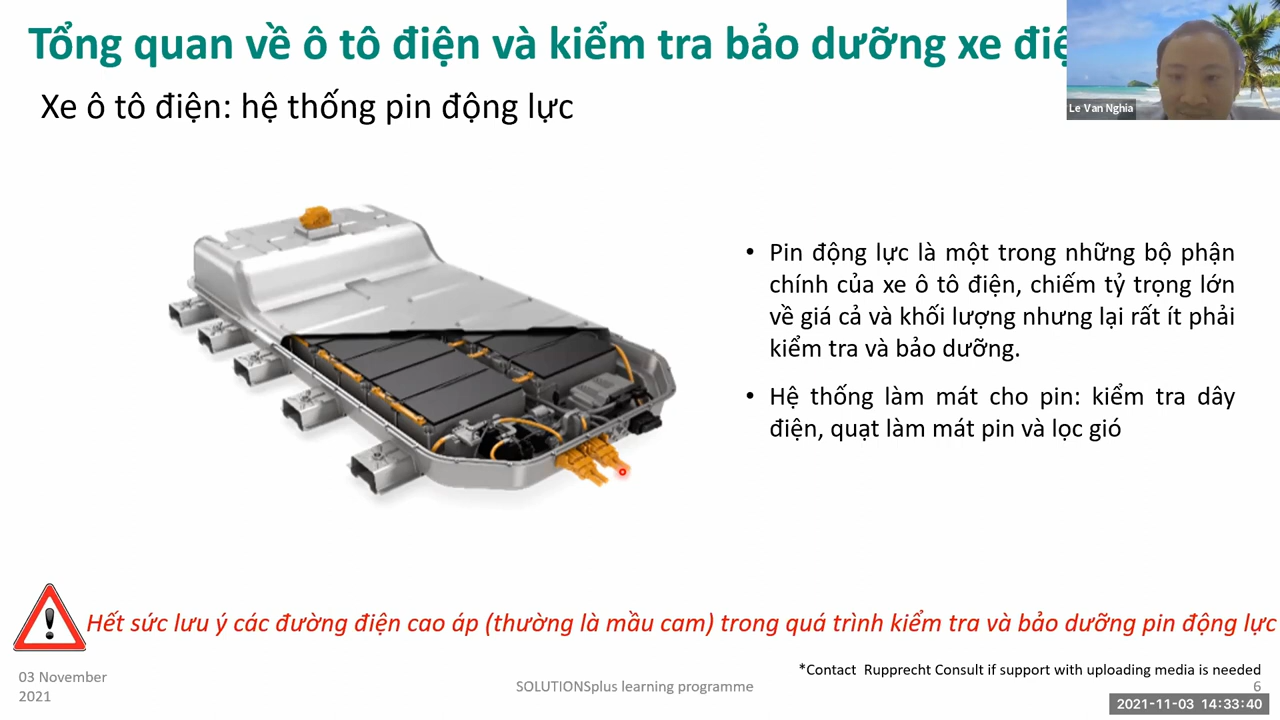 Tổng quan về ô tô điện và kiểm tra bảo dưỡng xe
Le Van Nghia
Xe ô tô điện: hệ thống pin động lực
• Pin động lực là một trong những bộ phận
chính của xe ô tô điện, chiếm tỷ trọng lớn
về giá cả và khối lượng nhưng lại rất ít phải
kiểm tra và bảo dưỡng.
• Hệ thống làm mát cho pin: kiểm tra dây
điện, quạt làm mát pin và lọc gió
Hết sức lưu ý các đường điện cao áp (thường là mầu cam) trong quá trình kiểm tra và bảo dưỡng pin động lực
*Contact Rupprecht Consult if support with uploading media is needed
03 November
2021
SOLUTIONSplus learning programme
6
2021-11-03 14:33:40